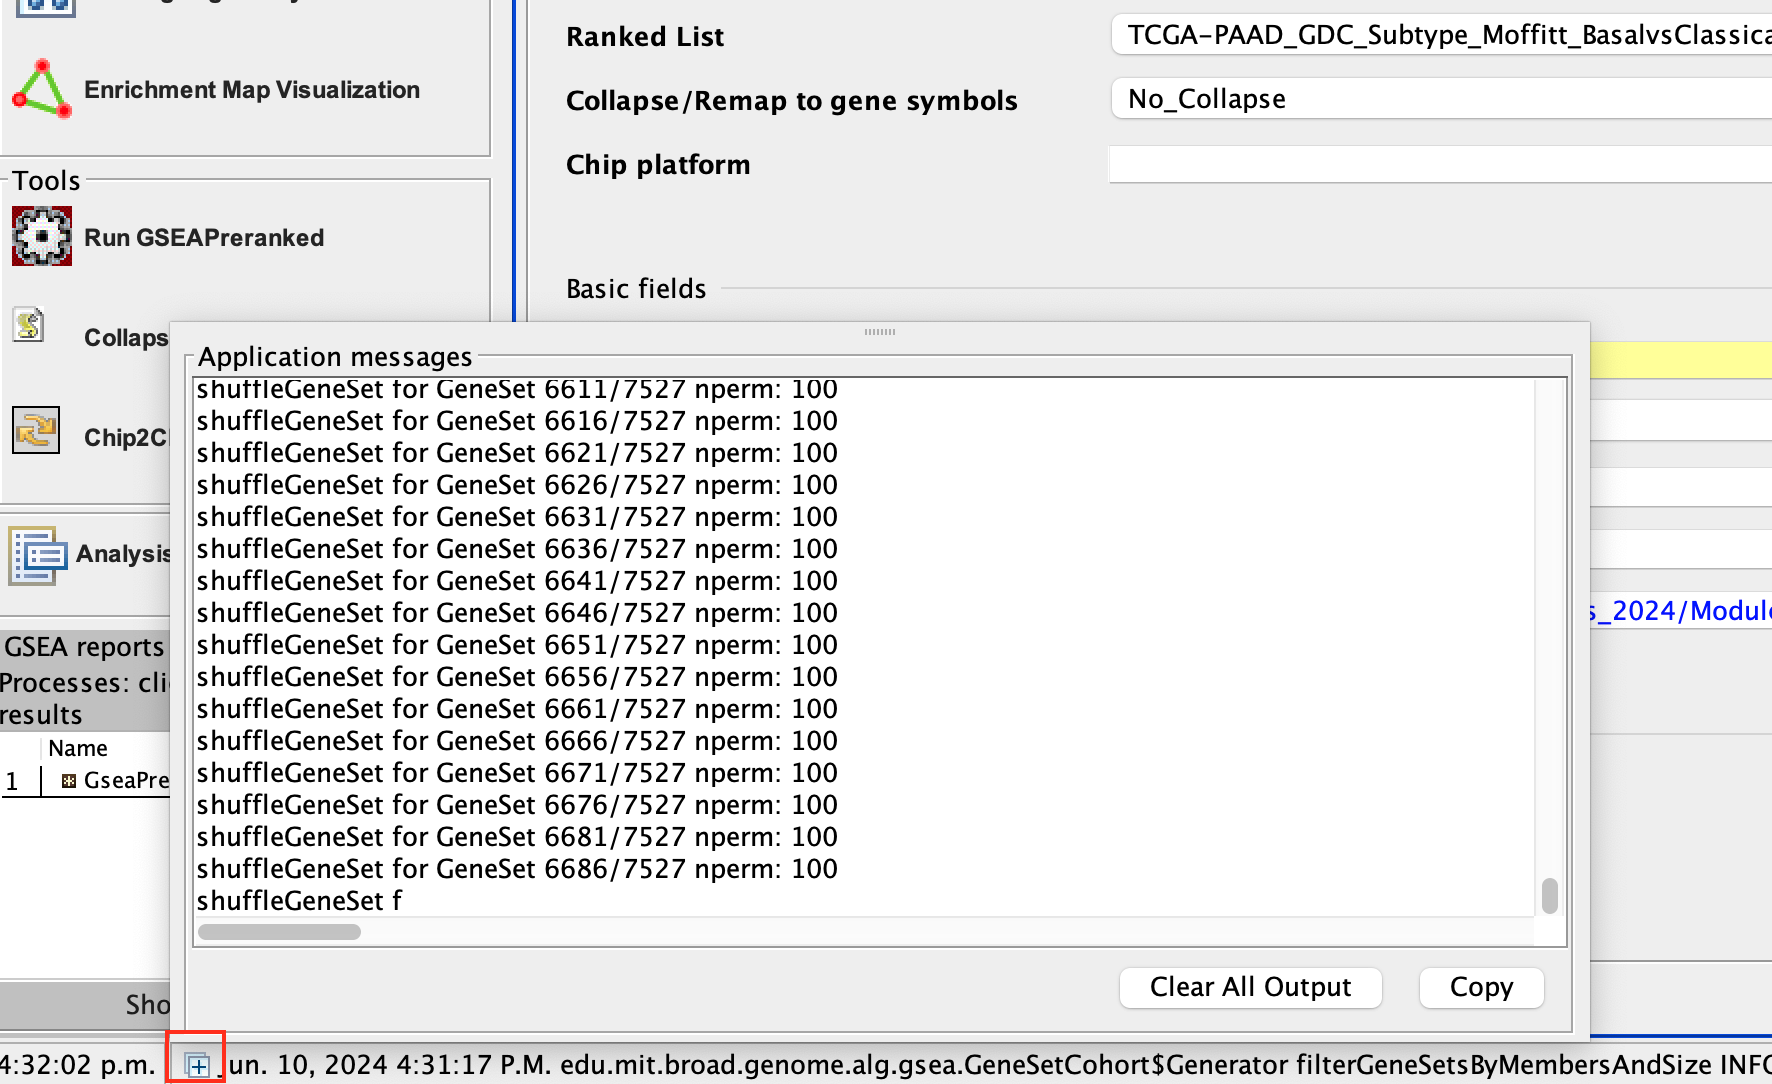 Enrichment Map Visualization
Tools
Run GSEAPreranked
Collaps
Chip2C
Analysis
GSEA reports
Processes: cli
results
Name
1 GseaPre
Sho
Ranked List
TCGA-PAAD_GDC_Subtype_Moffitt_BasalvsClassica
Collapse/Remap to gene symbols
No_Collapse
Chip platform
Basic fields
s_2024/Modul
Application messages
shuffleGeneSet for GeneSet 6611/7527 nperm: 100
shuffleGeneSet for GeneSet 6616/7527 nperm: 100
shuffleGeneSet for GeneSet 6621/7527 nperm: 100
shuffleGeneSet for GeneSet 6626/7527 nperm: 100
shuffleGeneSet for GeneSet 6631/7527 nperm: 100
shuffleGeneSet for GeneSet 6636/7527 nperm: 100
shuffleGeneSet for GeneSet 6641/7527 nperm: 100
shuffleGeneSet for GeneSet 6646/7527 nperm: 100
shuffleGeneSet for GeneSet 6651/7527 nperm: 100
shuffleGeneSet for GeneSet 6656/7527 nperm: 100
shuffleGeneSet for GeneSet 6661/7527 nperm: 100
shuffleGeneSet for GeneSet 6666/7527 nperm: 100
shuffleGeneSet for GeneSet 6671/7527 nperm: 100
shuffleGeneSet for GeneSet 6676/7527 nperm: 100
shuffleGeneSet for GeneSet 6681/7527 nperm: 100
shuffleGeneSet for GeneSet 6686/7527 nperm: 100
shuffleGeneSet f
Clear All Output
Copy
4:32:02 p.m.
Jun. 10, 2024 4:31:17 P.M. edu.mit.broad.genome.alg.gsea.GeneSetCohort$Generator filterGeneSetsByMembersAndSize INFO